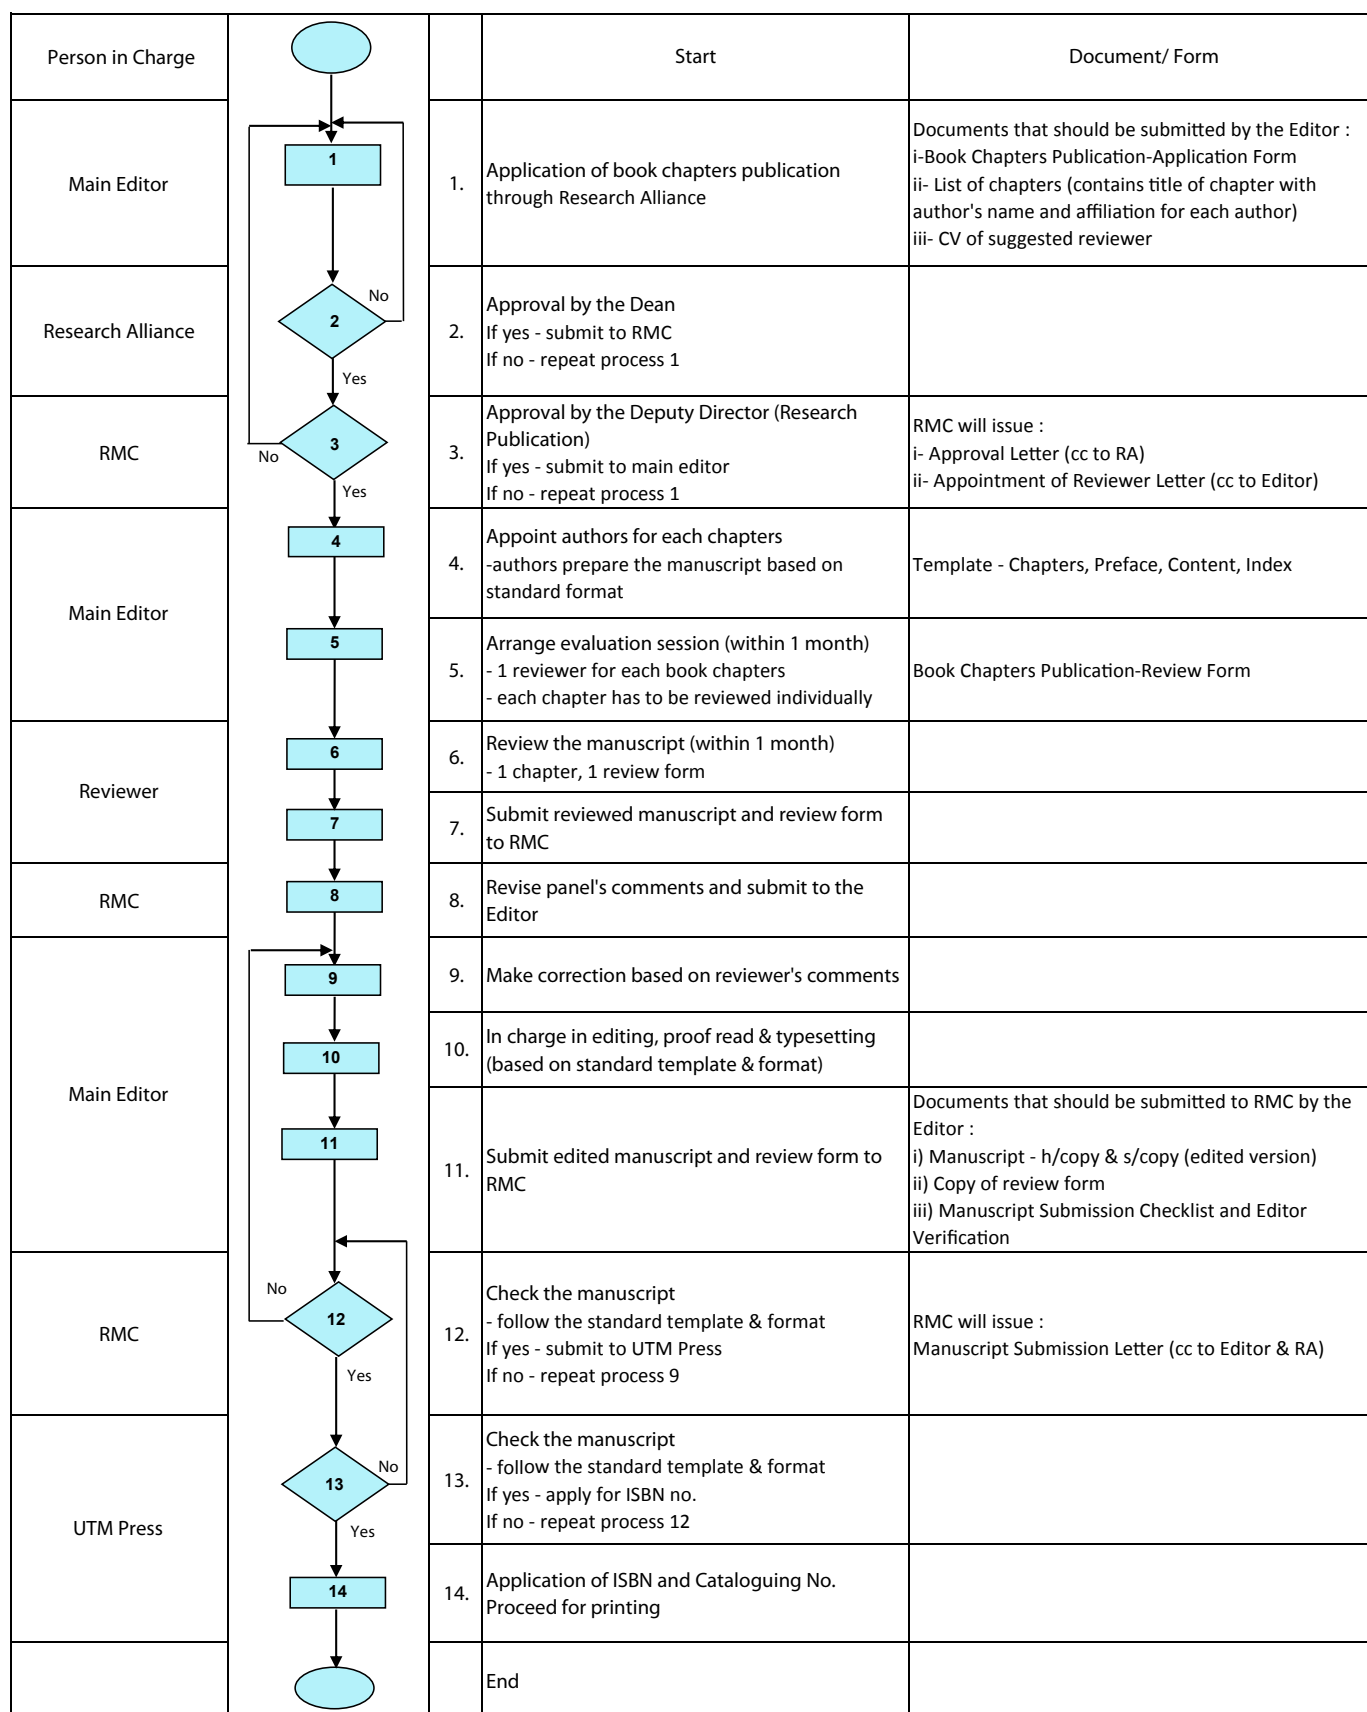 Person in Charge
Start
Document/ Form
Main Editor
1
1.
Application of book chapters publication
through Research Alliance
Documents that should be submitted by the Editor :
i-Book Chapters Publication-Application Form
ii- List of chapters (contains title of chapter with
author's name and affiliation for each author)
iii- CV of suggested reviewer
Research Alliance
2
No
Yes
2.
Approval by the Dean
If yes - submit to RMC
If no - repeat process 1
RMC
3
No
Yes
3.
Approval by the Deputy Director (Research
Publication)
If yes - submit to main editor
If no - repeat process 1
RMC will issue :
i- Approval Letter (cc to RA)
ii- Appointment of Reviewer Letter (cc to Editor)
Main Editor
4
4.
Appoint authors for each chapters
-authors prepare the manuscript based on
standard format
Template - Chapters, Preface, Content, Index
5
5.
Arrange evaluation session (within 1 month)
- 1 reviewer for each book chapters
- each chapter has to be reviewed individually
Book Chapters Publication-Review Form
Reviewer
6
6.
Review the manuscript (within 1 month)
- 1 chapter, 1 review form
7
7.
Submit reviewed manuscript and review form
to RMC
RMC
8
8.
Revise panel's comments and submit to the
Editor
Main Editor
9
9.
Make correction based on reviewer's comments
10
10.
In charge in editing, proof read & typesetting
(based on standard template & format)
11
11.
Submit edited manuscript and review form to
RMC
Documents that should be submitted to RMC by the
Editor :
i) Manuscript - h/copy & s/copy (edited version)
ii) Copy of review form
iii) Manuscript Submission Checklist and Editor
Verification
RMC
No
12
Yes
12.
Check the manuscript
- follow the standard template & format
If yes - submit to UTM Press
If no - repeat process 9
RMC will issue :
Manuscript Submission Letter (cc to Editor & RA)
UTM Press
13
No
Yes
13.
Check the manuscript
- follow the standard template & format
If yes - apply for ISBN no.
If no - repeat process 12
14
14.
Application of ISBN and Cataloguing No.
Proceed for printing
End